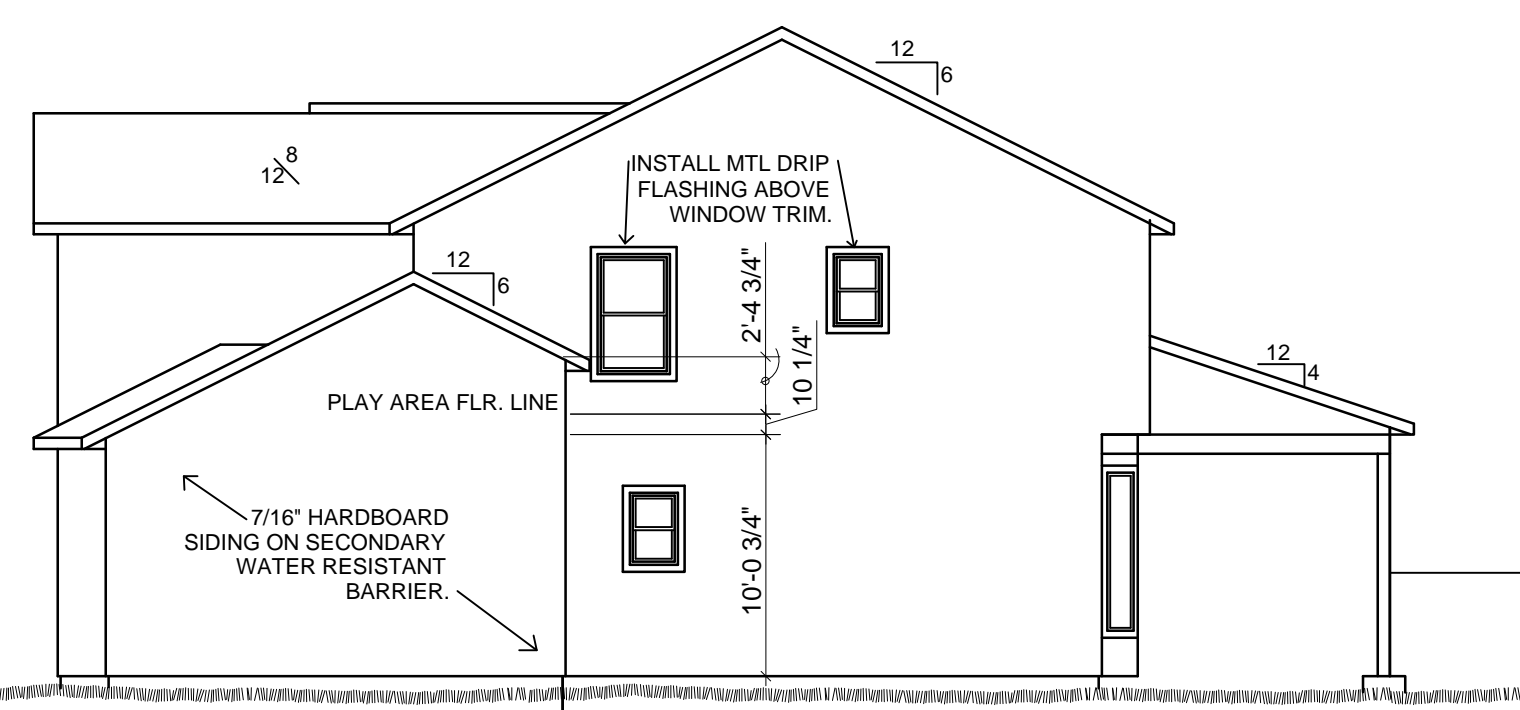 12
6
8
12
INSTALL MTL DRIP
FLASHING ABOVE
WINDOW TRIM.
12
6
2'-4 3/4"
10 1/4"
12
4
PLAY AREA FLR. LINE
7/16" HARDBOARD
SIDING ON SECONDARY
WATER RESISTANT
BARRIER.
10'-0 3/4"